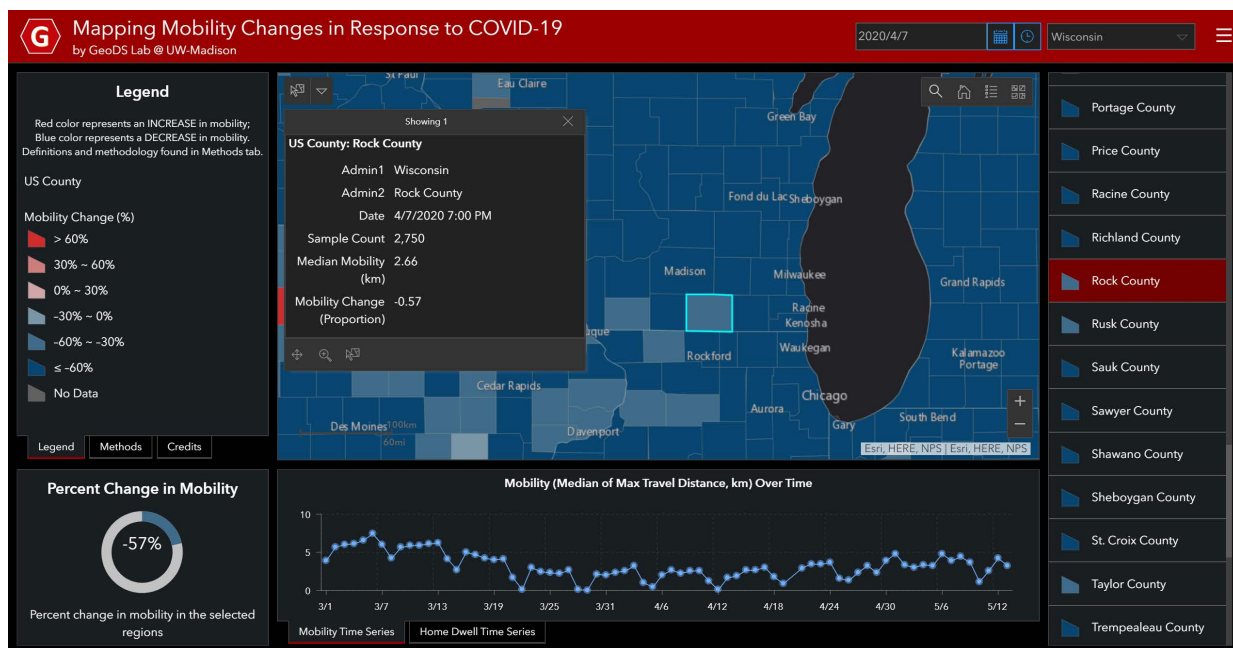 G
Mapping Mobility Changes in Response to COVID-19
by GeoDS Lab @ UW-Madison
2020/4/7
Wisconsin
Legend
Red color represents an INCREASE in mobility;
Blue color represents a DECREASE in mobility.
Definitions and methodology found in Methods tab.
US County
Mobility Change (%)
> 60%
30% ~ 60%
0% ~ 30%
-30% ~ 0%
-60% ~ -30%
≤ -60%
No Data
Legend
Methods
Credits
St Paul
Eau Claire
Green Bay
Showing 1
US County: Rock County
Admin1 Wisconsin
Admin2 Rock County
Date 4/7/2020 7:00 PM
Sample Count 2,750
Median Mobility 2.66
(km)
Mobility Change -0.57
(Proportion)
Fond du Lac
Sheboygan
Madison
Milwaukee
Grand Rapids
Racine
Kenosha
Rockford
Waukegan
Kalamazoo
Portage
Cedar Rapids
Chicago
Aurora
Gary
South Bend
Des Moines
100km
60mi
Davenport
Esri, HERE, NPS | Esri, HERE, NPS
Portage County
Price County
Racine County
Richland County
Rock County
Rusk County
Sauk County
Sawyer County
Shawano County
Sheboygan County
St. Croix County
Taylor County
Trempealeau County
Percent Change in Mobility
-57%
Percent change in mobility in the selected
regions
Mobility (Median of Max Travel Distance, km) Over Time
10
5
0
3/1 3/7 3/13 3/19 3/25 3/31 4/6 4/12 4/18 4/24 4/30 5/6 5/12
Mobility Time Series
Home Dwell Time Series